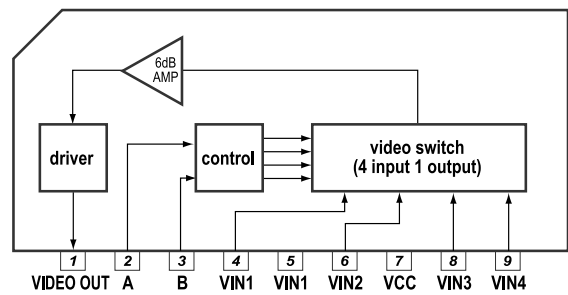 6dB
AMP
driver
control
video switch
(4 input 1 output)
1 2 3 4 5 6 7 8 9
VIDEO OUT A B VIN1 VIN1 VIN2 VCC VIN3 VIN4